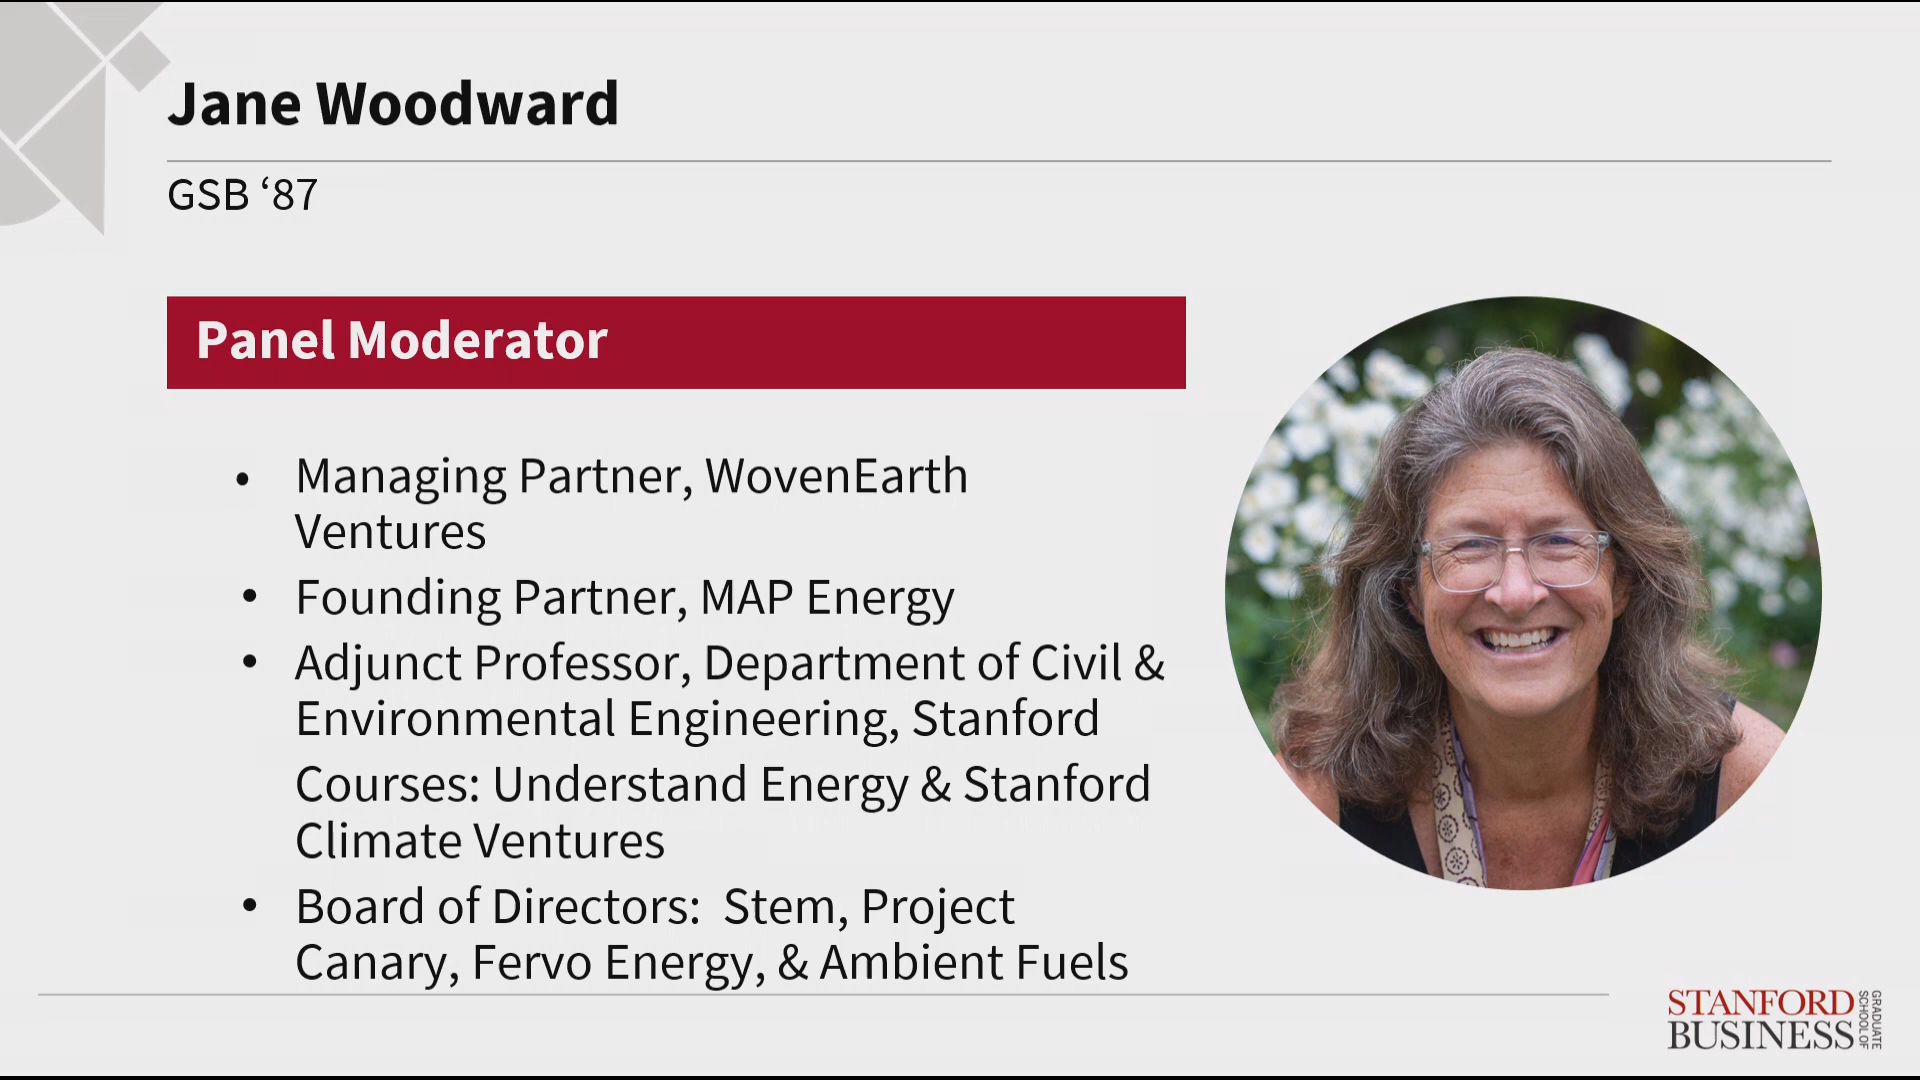 Jane Woodward
GSB ‘87
Panel Moderator
• Managing Partner, WovenEarth
Ventures
• Founding Partner, MAP Energy
• Adjunct Professor, Department of Civil &
Environmental Engineering, Stanford
Courses: Understand Energy & Stanford
Climate Ventures
• Board of Directors:  Stem, Project
Canary, Fervo Energy, & Ambient Fuels
STANFORD
BUSINESS
GRADUATE
SCHOOL OF